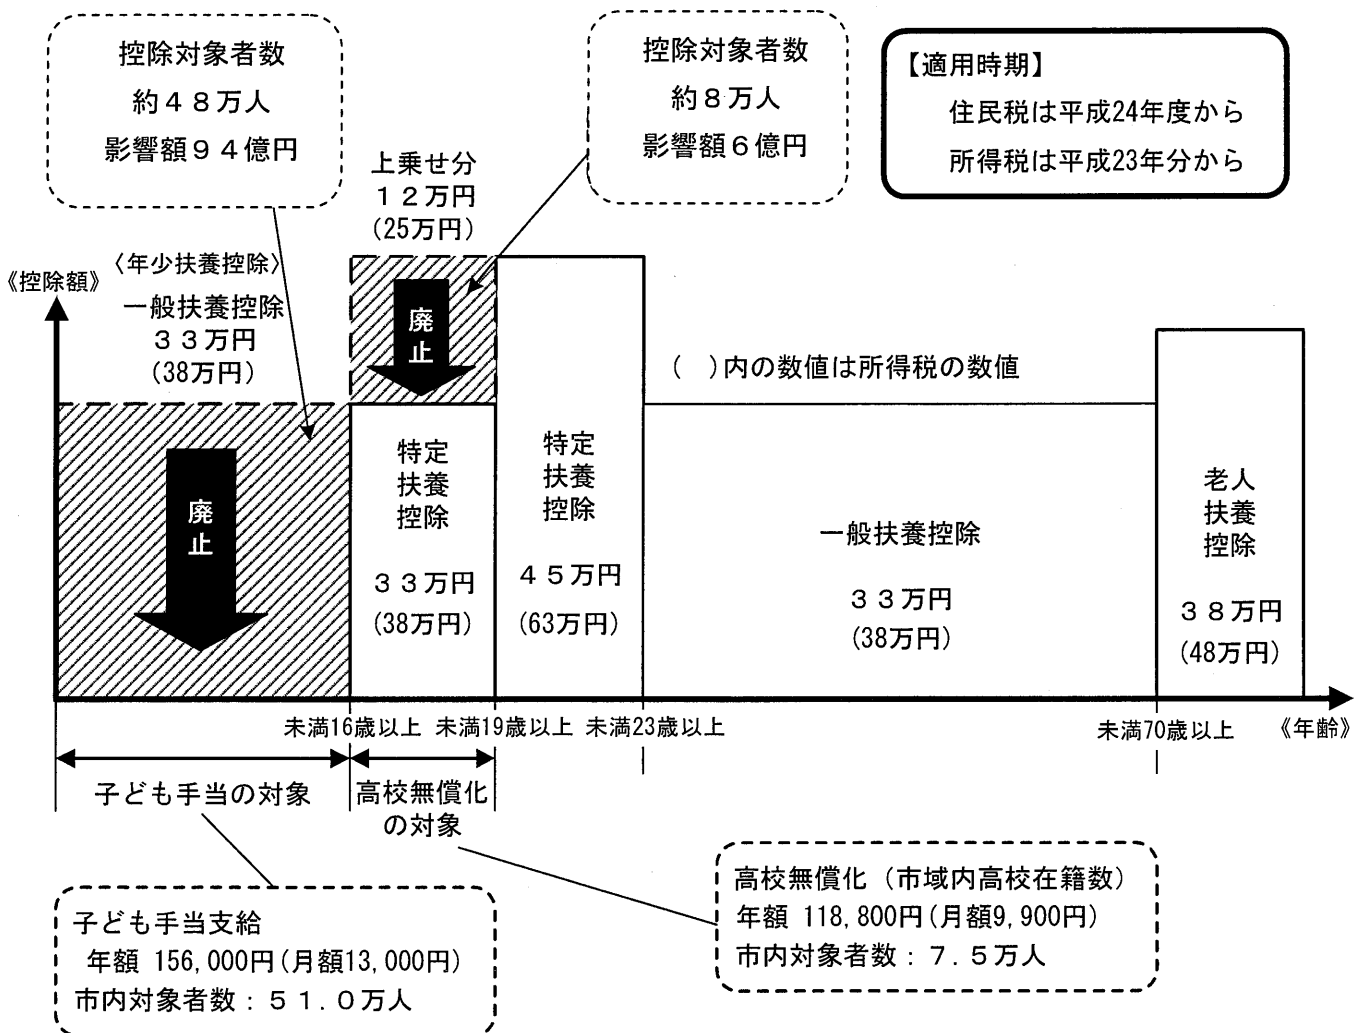 控除対象者数
約４８万人
影響額９４億円
控除対象者数
約８万人
影響額６億円
【適用時期】
住民税は平成24年度から
所得税は平成23年分から
上乗せ分
１２万円
(25万円)
《控除額》
〈年少扶養控除〉
一般扶養控除
３３万円
(38万円)
廃止
廃止
(　)内の数値は所得税の数値
特定
扶養
控除
３３万円
(38万円)
特定
扶養
控除
４５万円
(63万円)
一般扶養控除
３３万円
(38万円)
老人
扶養
控除
３８万円
(48万円)
未満16歳以上
未満19歳以上
未満23歳以上
未満70歳以上
《年齢》
子ども手当の対象
高校無償化
の対象
子ども手当支給
年額 156,000円(月額13,000円)
市内対象者数：５１.０万人
高校無償化（市域内高校在籍数）
年額 118,800円(月額9,900円)
市内対象者数：７.５万人